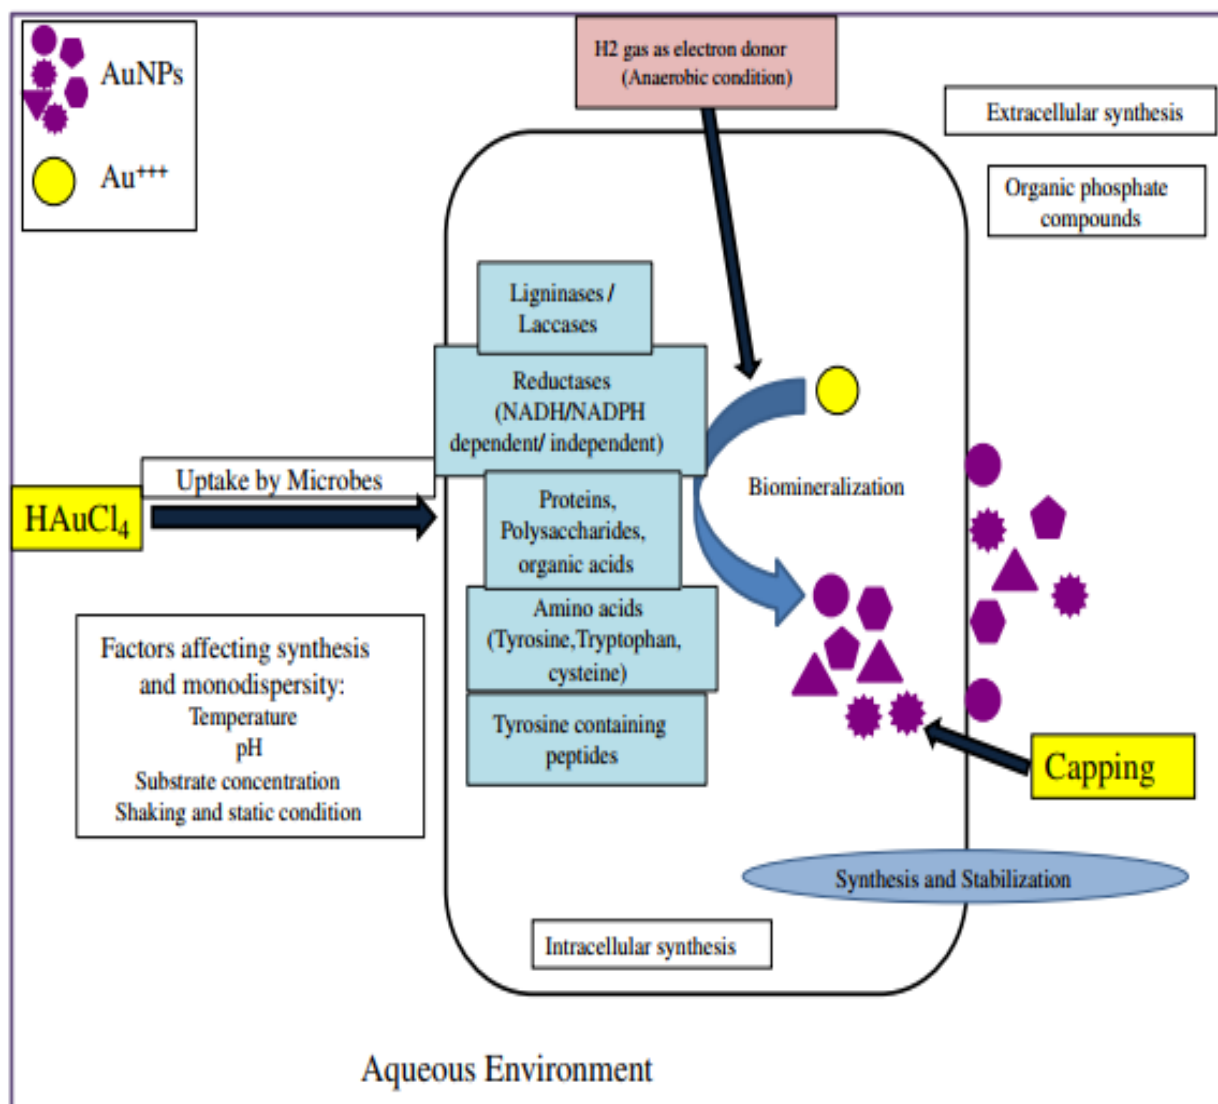 AuNPs
Au+++
H2 gas as electron donor
(Anaerobic condition)
Extracellular synthesis
Organic phosphate
compounds
Ligninases /
Laccases
Reductases
(NADH/NADPH
dependent/ independent)
Uptake by Microbes
HAuCl4
Proteins,
Polysaccharides,
organic acids
Biomineralization
Amino acids
(Tyrosine,Tryptophan,
cysteine)
Tyrosine containing
peptides
Factors affecting synthesis
and monodispersity:
Temperature
pH
Substrate concentration
Shaking and static condition
Capping
Synthesis and Stabilization
Intracellular synthesis
Aqueous Environment